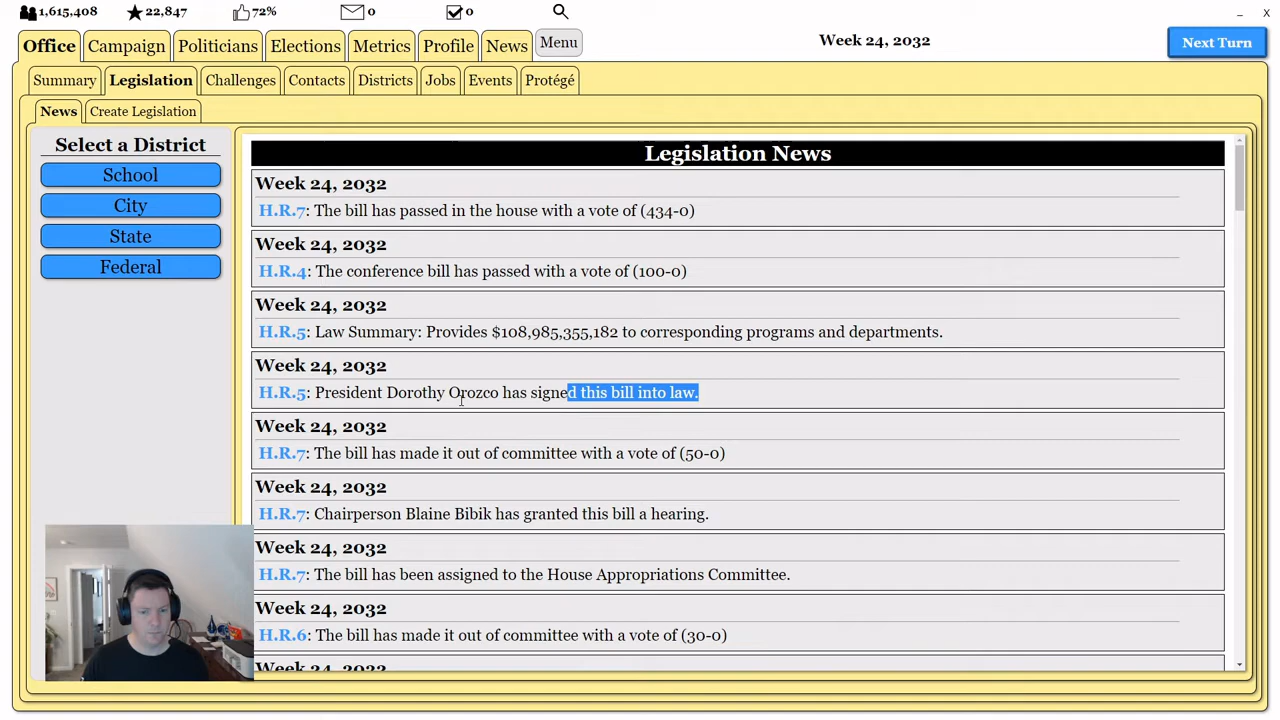 1,615,408 22,847 72% 0 0
Office Campaign Politicians Elections Metrics Profile News Menu Week 24, 2032 Next Turn
Summary Legislation Challenges Contacts Districts Jobs Events Protégé
News Create Legislation
Select a District
School
City
State
Federal
Legislation News
Week 24, 2032
H.R.7: The bill has passed in the house with a vote of (434-0)
Week 24, 2032
H.R.4: The conference bill has passed with a vote of (100-0)
Week 24, 2032
H.R.5: Law Summary: Provides $108,985,355,182 to corresponding programs and departments.
Week 24, 2032
H.R.5: President Dorothy Orozco has signed this bill into law.
Week 24, 2032
H.R.7: The bill has made it out of committee with a vote of (50-0)
Week 24, 2032
H.R.7: Chairperson Blaine Bibik has granted this bill a hearing.
Week 24, 2032
H.R.7: The bill has been assigned to the House Appropriations Committee.
Week 24, 2032
H.R.6: The bill has made it out of committee with a vote of (30-0)
Week 24, 2032